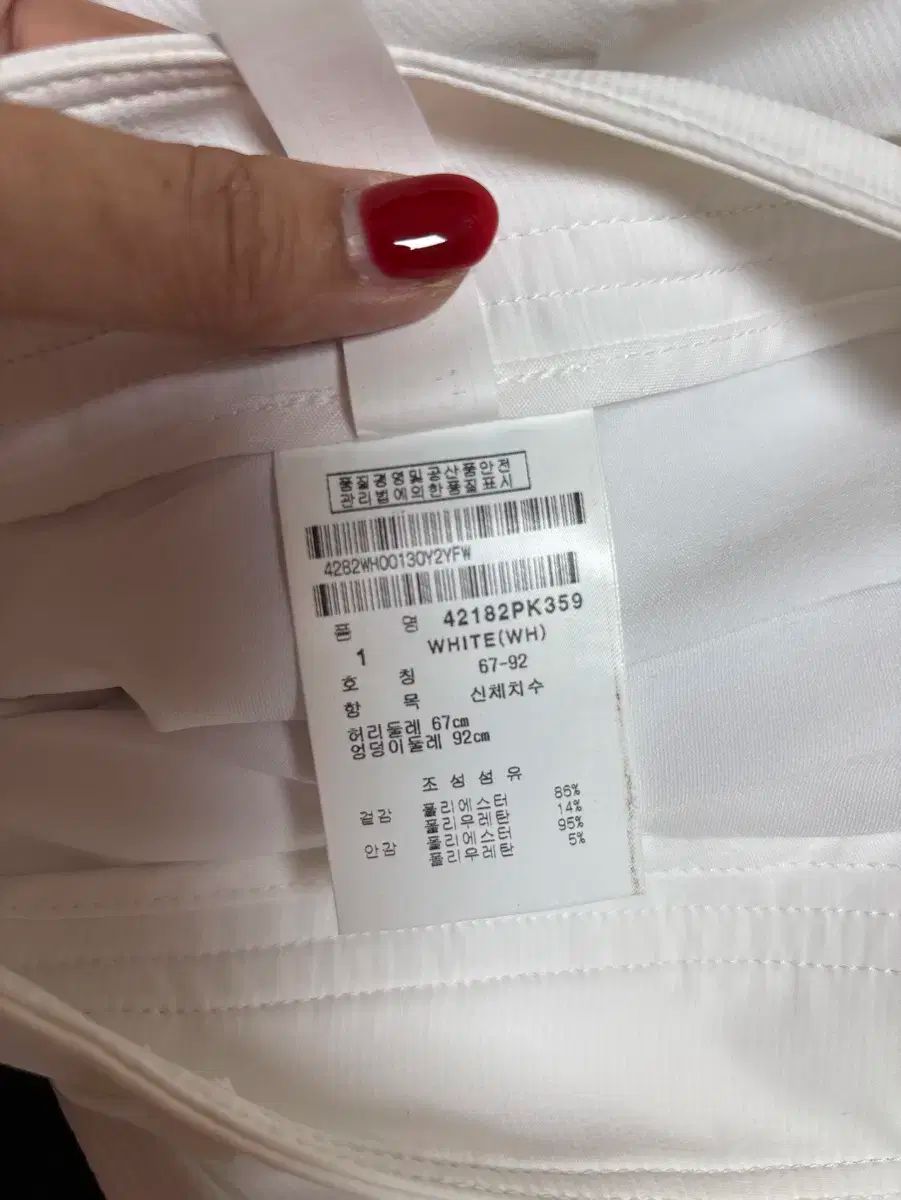 품질경영및공산품안전
관리법에의한품질표시
4282WH00130Y2YFW
품 명 42182PK359
1 WHITE(WH)
호 칭 67-92
항 목 신체치수
허리둘레 67cm
엉덩이둘레 92cm
조 성 섬 유
겉감 폴리에스터 86%
폴리우레탄 14%
안감 폴리에스터 95%
폴리우레탄 5%